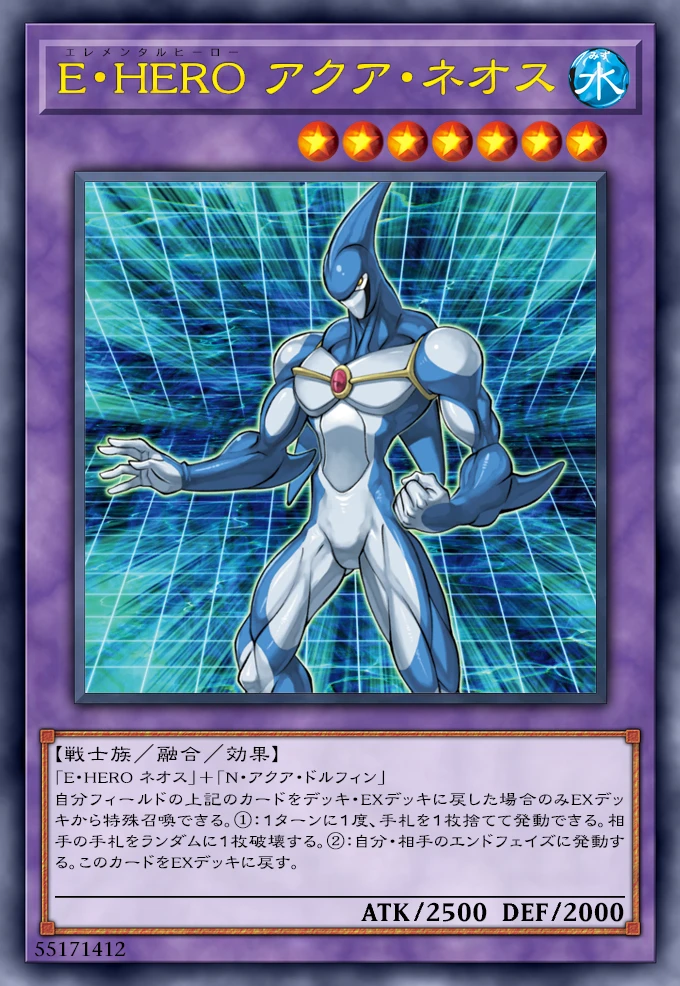 エレメンタルヒーロー
E・HERO アクア・ネオス
みず
水
【戦士族／融合／効果】
「E・HERO ネオス」＋「N・アクア・ドルフィン」
自分フィールドの上記のカードをデッキ・EXデッキに戻した場合のみEXデッ
キから特殊召喚できる。①：1ターンに1度、手札を1枚捨てて発動できる。相
手の手札をランダムに1枚破壊する。②：自分・相手のエンドフェイズに発動す
る。このカードをEXデッキに戻す。
ATK/2500 DEF/2000
55171412